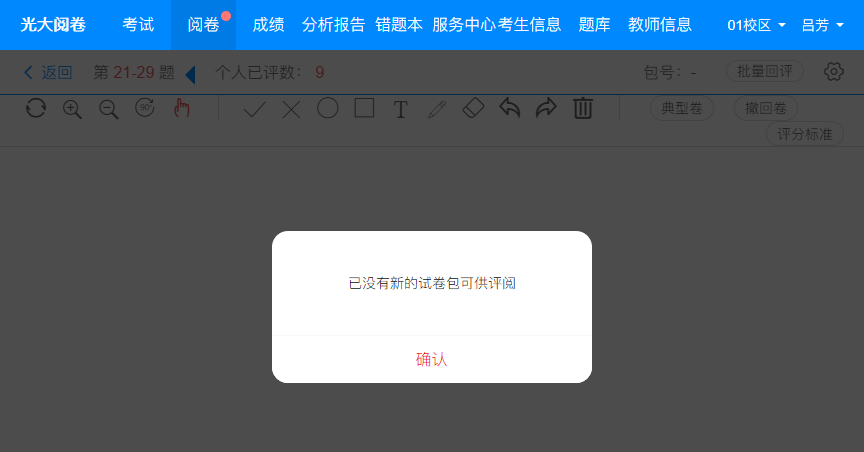 光大阅卷 考试 阅卷 成绩 分析报告 错题本 服务中心 考生信息 题库 教师信息 01校区 吕芳
返回 第 21-29 题 个人已评数： 9 包号：- 批量回评
90° T 典型卷 撤回卷
评分标准
已没有新的试卷包可供评阅
确认